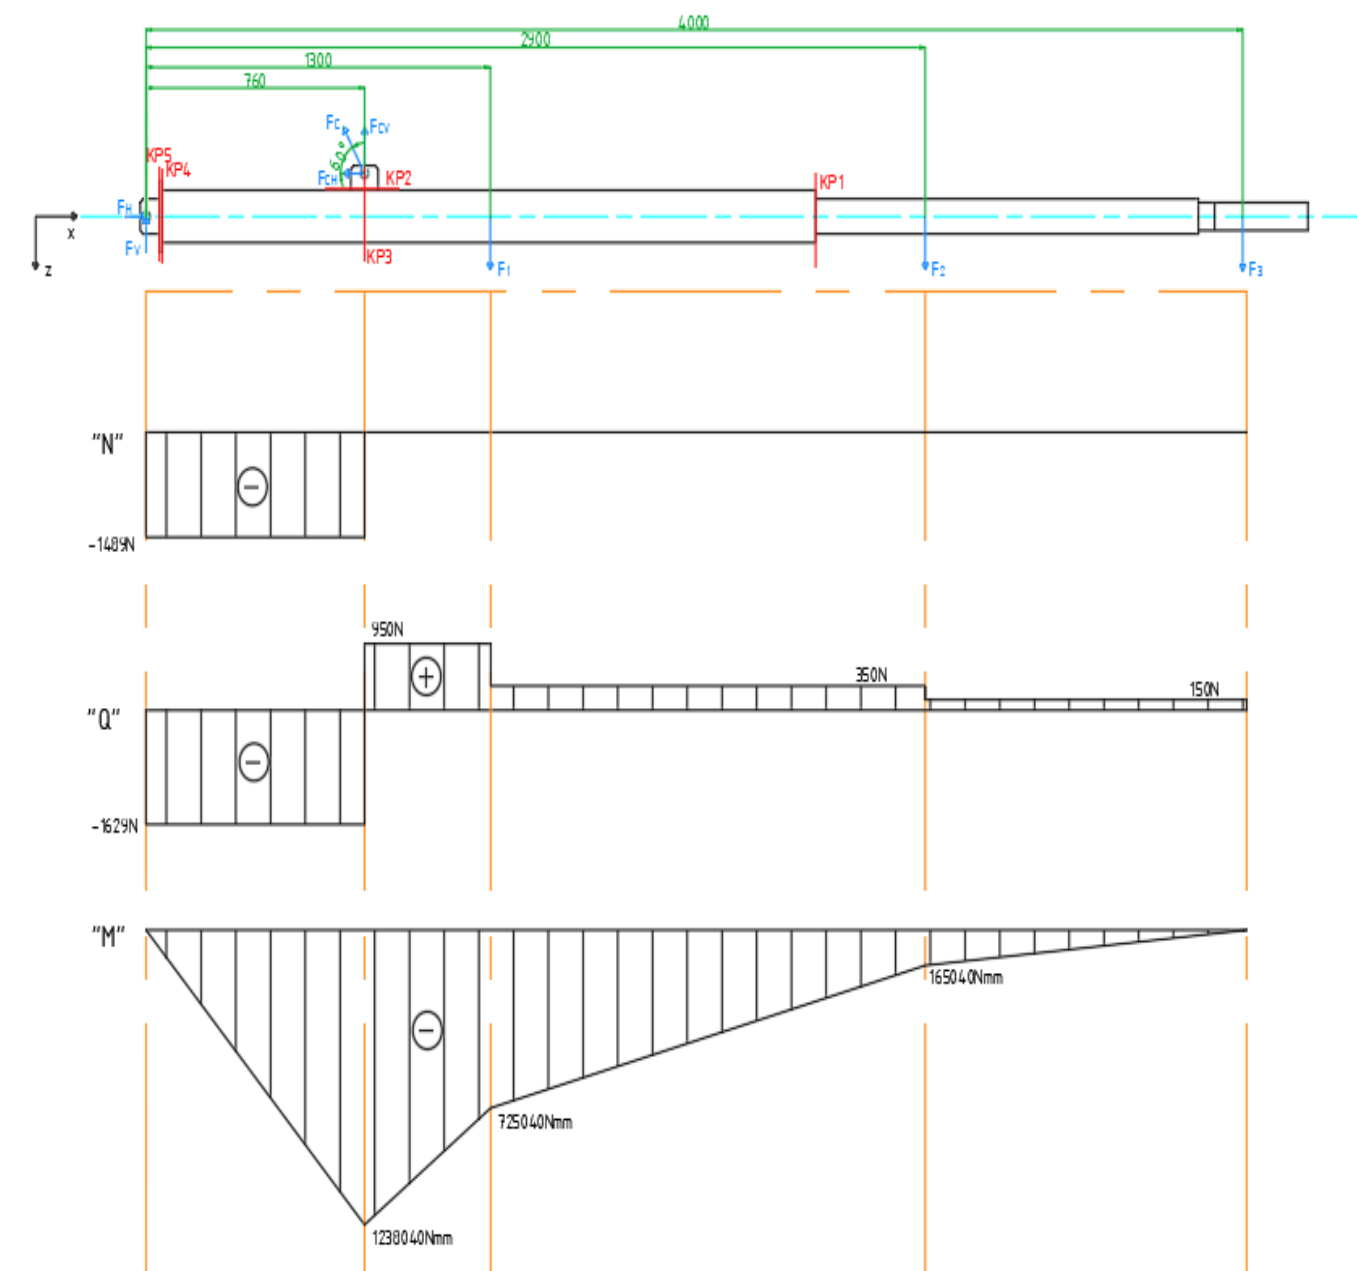 4000
2900
1300
760
Fc
Fcv
60°
KP5
KP4
FcH
KP2
KP1
FH
x
Fv
KP3
F1
F2
F3
z
"N"
-1489N
950N
350N
150N
"Q"
-1629N
"M"
165040Nmm
725040Nmm
1238040Nmm